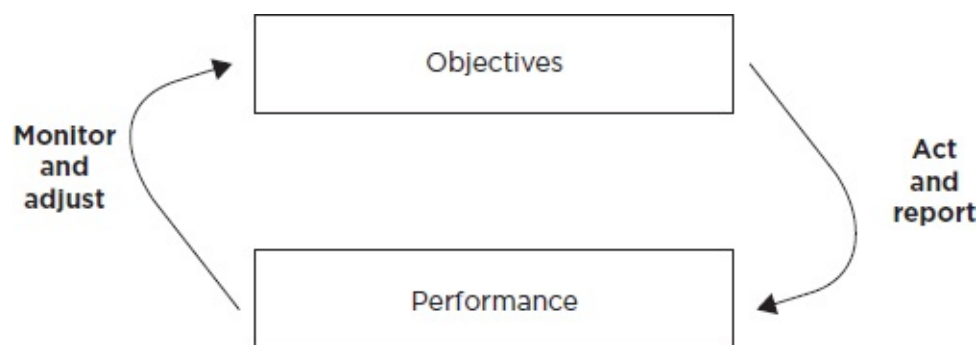 Objectives
Monitor
and
adjust
Act
and
report
Performance